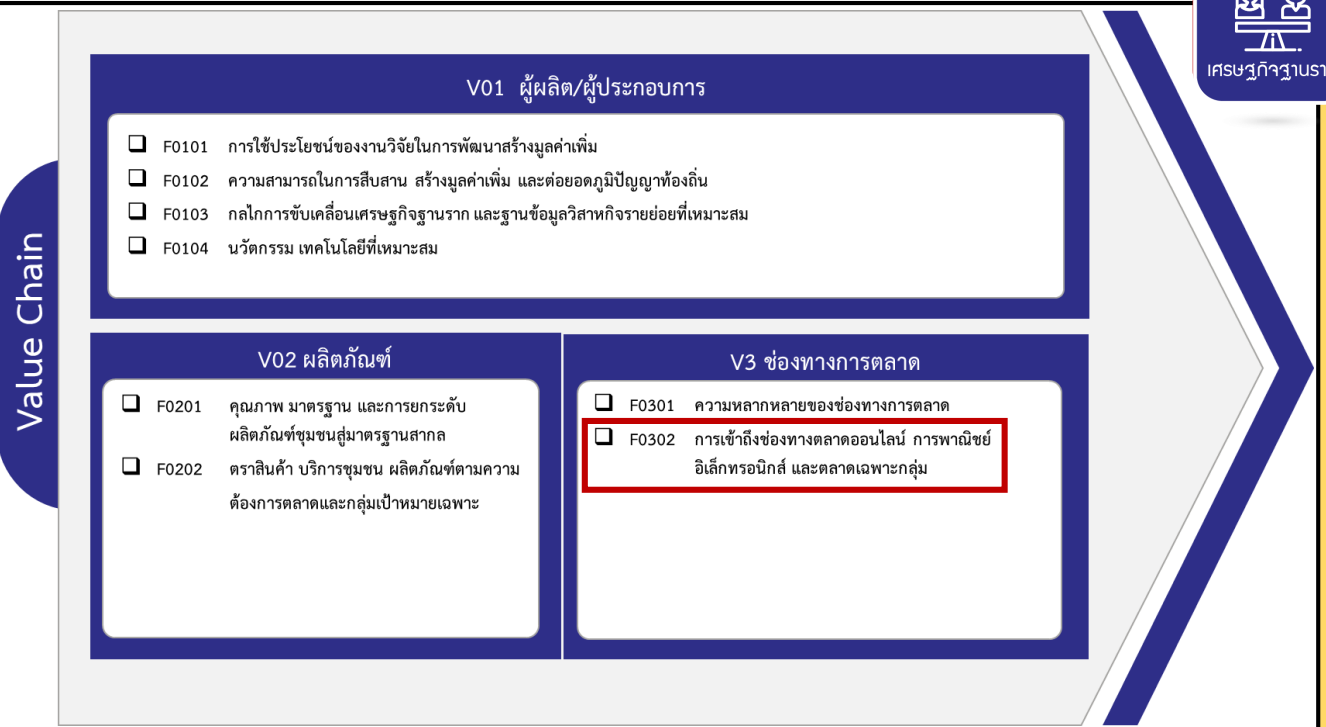 เศรษฐกิจฐานรา
Value Chain
V01 ผู้ผลิต/ผู้ประกอบการ
F0101 การใช้ประโยชน์ของงานวิจัยในการพัฒนาสร้างมูลค่าเพิ่ม
F0102 ความสามารถในการสืบสาน สร้างมูลค่าเพิ่ม และต่อยอดภูมิปัญญาท้องถิ่น
F0103 กลไกการขับเคลื่อนเศรษฐกิจฐานราก และฐานข้อมูลวิสาหกิจรายย่อยที่เหมาะสม
F0104 นวัตกรรม เทคโนโลยีที่เหมาะสม
V02 ผลิตภัณฑ์
F0201 คุณภาพ มาตรฐาน และการยกระดับ
ผลิตภัณฑ์ชุมชนสู่มาตรฐานสากล
F0202 ตราสินค้า บริการชุมชน ผลิตภัณฑ์ตามความ
ต้องการตลาดและกลุ่มเป้าหมายเฉพาะ
V3 ช่องทางการตลาด
F0301 ความหลากหลายของช่องทางการตลาด
F0302 การเข้าถึงช่องทางตลาดออนไลน์ การพาณิชย์
อิเล็กทรอนิกส์ และตลาดเฉพาะกลุ่ม